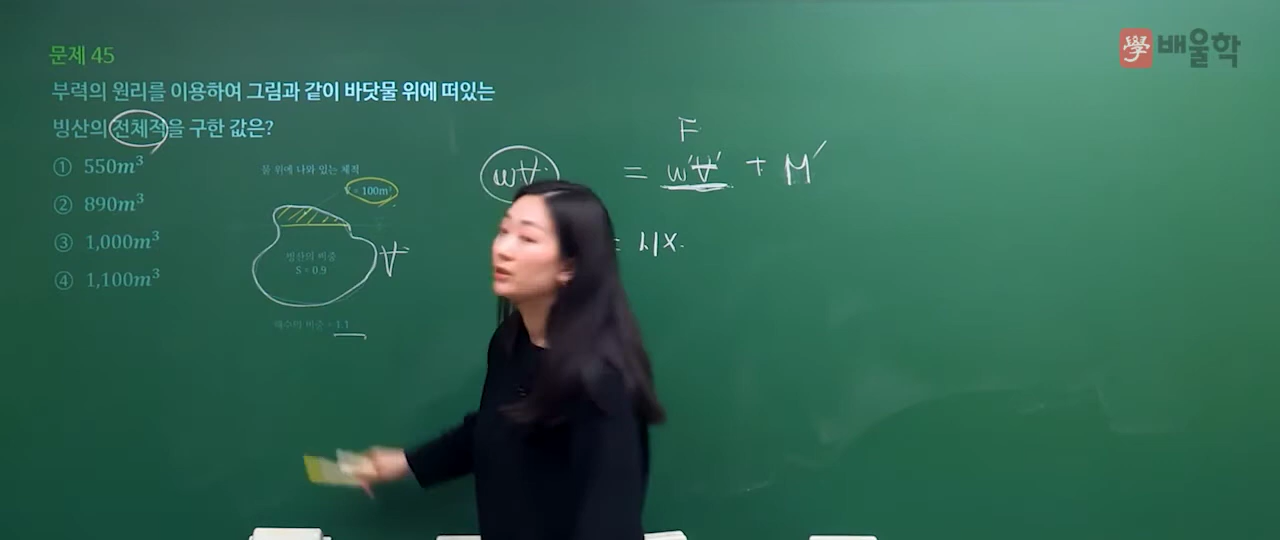 문제 45
부력의 원리를 이용하여 그림과 같이 바닷물 위에 떠있는
빙산의 전체적을 구한 값은?
① 550m³
② 890m³
③ 1,000m³
④ 1,100m³
물 위에 나와 있는 체적
= 100m³
빙산의 비중
S = 0.9
해수의 비중 = 1.1
V
F
wV = w'V' + M'
=
學 배울학